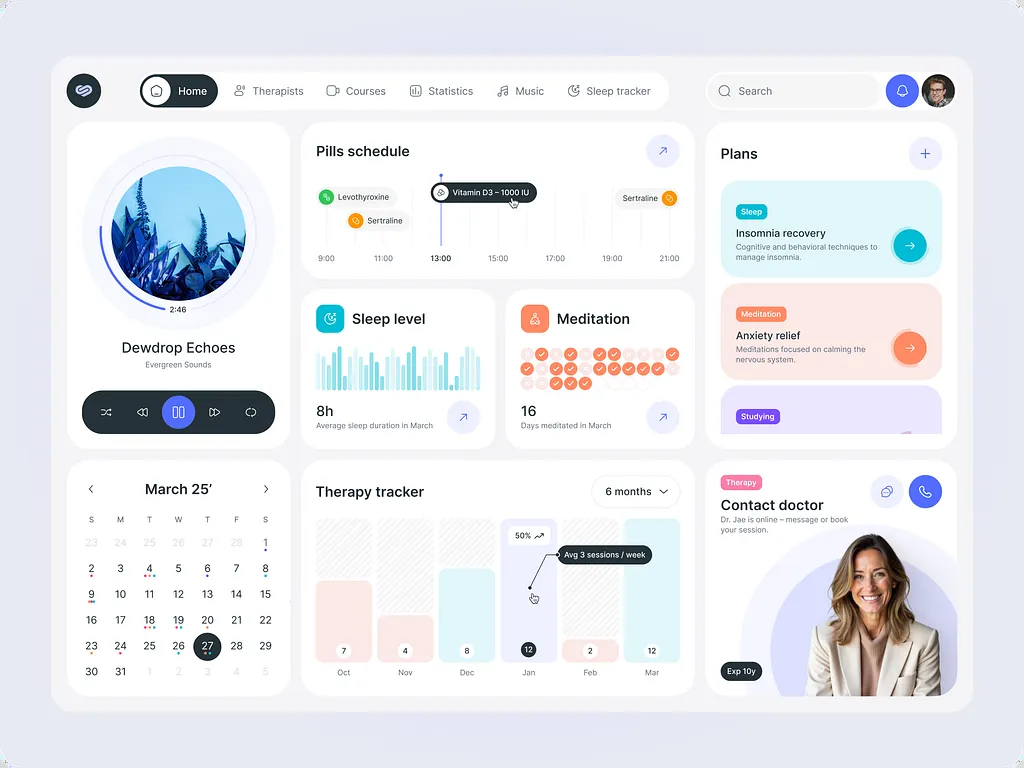 Home
Therapists
Courses
Statistics
Music
Sleep tracker
Search
2:46
Dewdrop Echoes
Evergreen Sounds
Pills schedule
Levothyroxine
Vitamin D3 – 1000 IU
Sertraline
Sertraline
9:00 11:00 13:00 15:00 17:00 19:00 21:00
Plans
Sleep
Insomnia recovery
Cognitive and behavioral techniques to
manage insomnia.
Meditation
Anxiety relief
Meditations focused on calming the
nervous system.
Studying
Sleep level
8h
Average sleep duration in March
Meditation
16
Days meditated in March
March 25’
S M T W T F S
23 24 25 26 27 28 1
2 3 4 5 6 7 8
9 10 11 12 13 14 15
16 17 18 19 20 21 22
23 24 25 26 27 28 29
30 31 1 2 3 4 5
Therapy tracker
6 months
50%
Avg 3 sessions / week
7 4 8 12 2 12
Oct Nov Dec Jan Feb Mar
Therapy
Contact doctor
Dr. Jae is online – message or book
your session.
Exp 10y